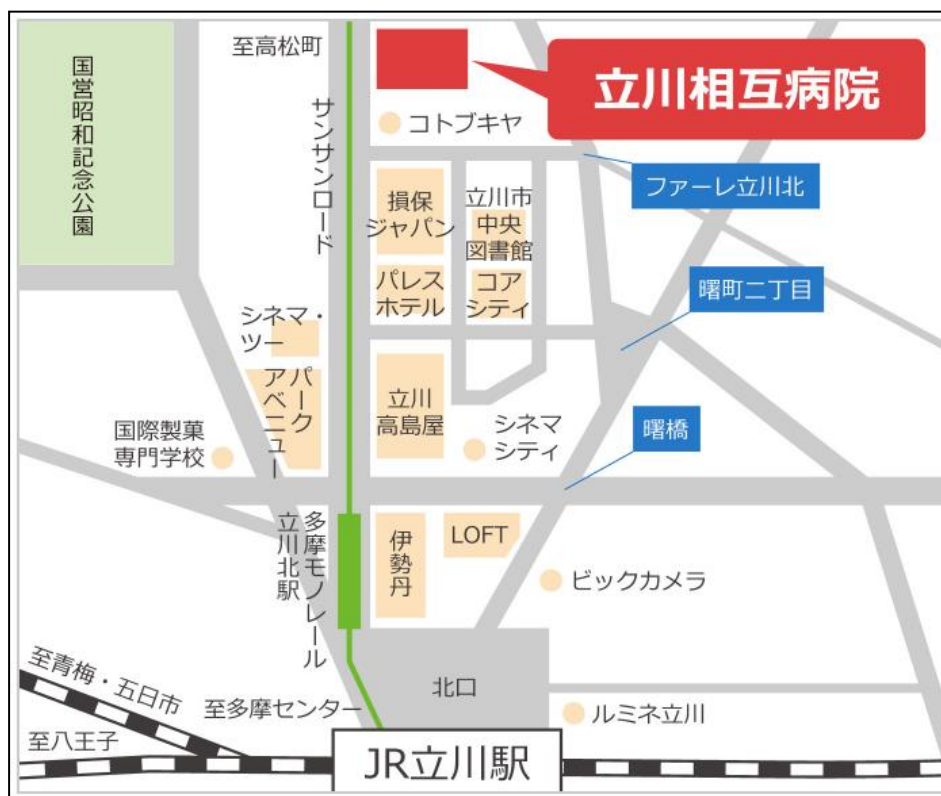 至高松町
立川相互病院
国営昭和記念公園
サンサンロード
コトブキヤ
ファーレ立川北
損保
ジャパン
立川市
中央
図書館
パレス
ホテル
コア
シティ
曙町二丁目
シネマ・
ツー
パーク
アベニュー
立川
高島屋
シネマ
シティ
曙橋
国際製菓
専門学校
多摩モノレール
立川北駅
伊勢丹
LOFT
ビックカメラ
至青梅・五日市
北口
至多摩センター
ルミネ立川
至八王子
JR立川駅